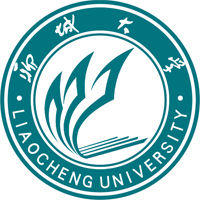 聊城大学
· LIAOCHENG UNIVERSITY ·